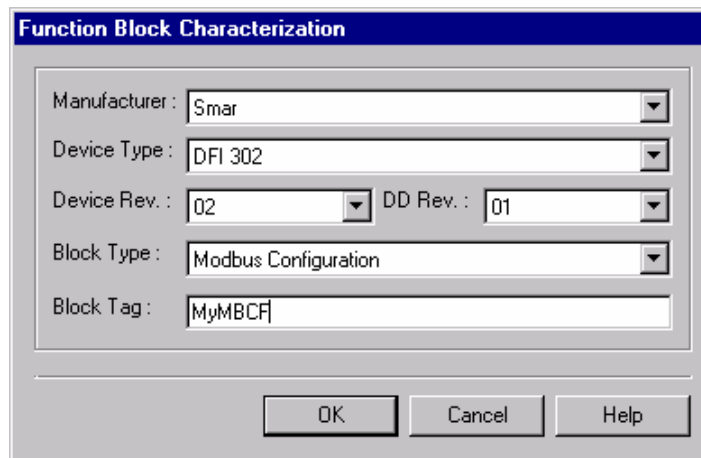 Function Block Characterization
Manufacturer : Smar
Device Type : DFI 302
Device Rev. : 02 DD Rev. : 01
Block Type : Modbus Configuration
Block Tag : MyMBCF
OK Cancel Help